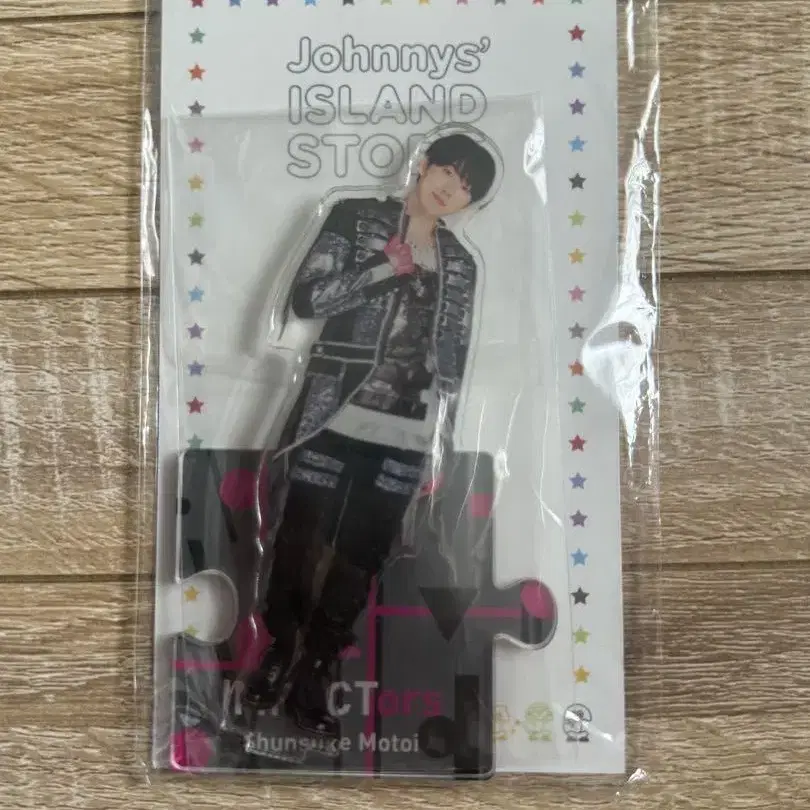 Johnnys'
ISLAND
STO
CTors
Shunsuke Motoi